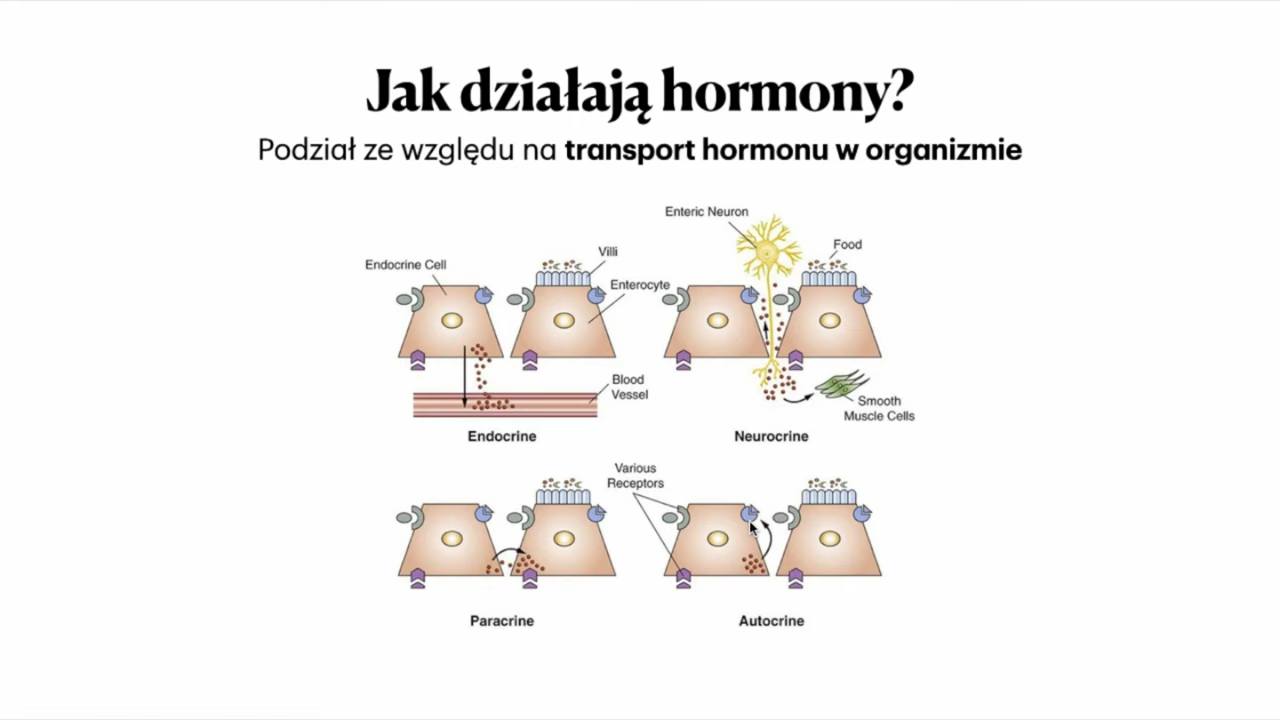 Jak działają hormony?
Podział ze względu na transport hormonu w organizmie
Enteric Neuron
Food
Villi
Endocrine Cell
Enterocyte
Blood
Vessel
Smooth
Muscle Cells
Endocrine
Neurocrine
Various
Receptors
Paracrine
Autocrine